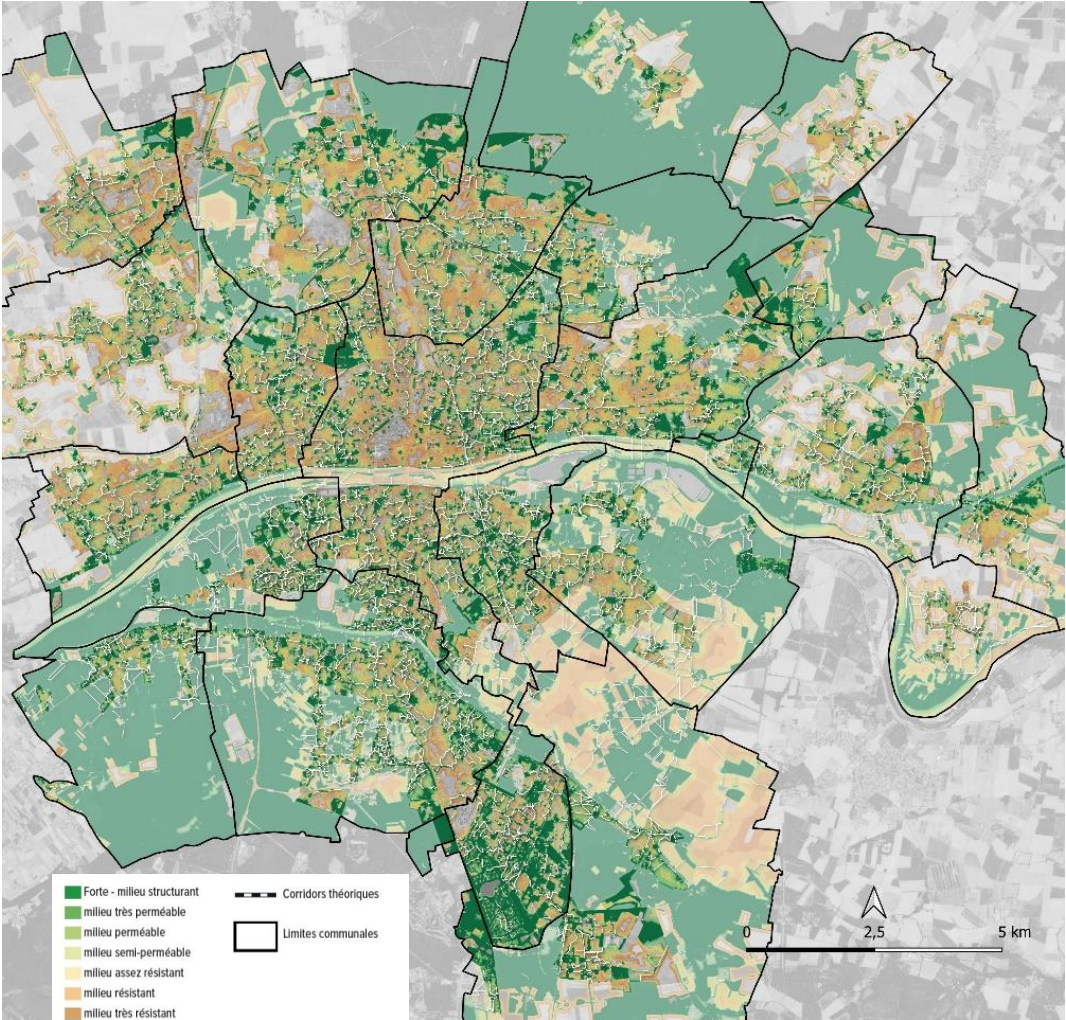 Forte - milieu structurant
milieu très perméable
milieu perméable
milieu semi-perméable
milieu assez résistant
milieu résistant
milieu très résistant
Corridors théoriques
Limites communales
0 2,5 5 km